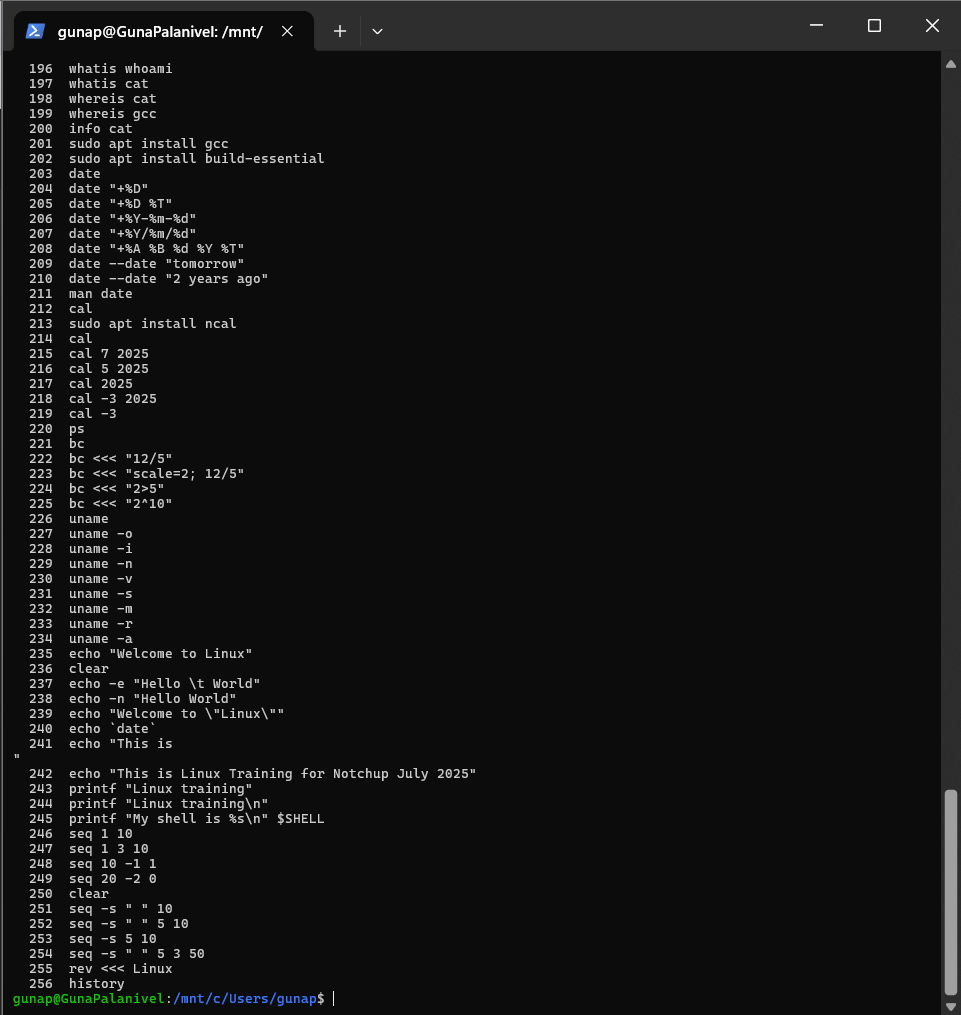 gunap@GunaPalanivel: /mnt/
196  whatis whoami
197  whatis cat
198  whereis cat
199  whereis gcc
200  info cat
201  sudo apt install gcc
202  sudo apt install build-essential
203  date
204  date "+%D"
205  date "+%D %T"
206  date "+%Y-%m-%d"
207  date "+%Y/%m/%d"
208  date "+%A %B %d %Y %T"
209  date --date "tomorrow"
210  date --date "2 years ago"
211  man date
212  cal
213  sudo apt install ncal
214  cal
215  cal 7 2025
216  cal 5 2025
217  cal 2025
218  cal -3 2025
219  cal -3
220  ps
221  bc
222  bc <<< "12/5"
223  bc <<< "scale=2; 12/5"
224  bc <<< "2>5"
225  bc <<< "2^10"
226  uname
227  uname -o
228  uname -i
229  uname -n
230  uname -v
231  uname -s
232  uname -m
233  uname -r
234  uname -a
235  echo "Welcome to Linux"
236  clear
237  echo -e "Hello \t World"
238  echo -n "Hello World"
239  echo "Welcome to \"Linux\""
240  echo `date`
241  echo "This is
"
242  echo "This is Linux Training for Notchup July 2025"
243  printf "Linux training"
244  printf "Linux training\n"
245  printf "My shell is %s\n" $SHELL
246  seq 1 10
247  seq 1 3 10
248  seq 10 -1 1
249  seq 20 -2 0
250  clear
251  seq -s " " 10
252  seq -s " " 5 10
253  seq -s 5 10
254  seq -s " " 5 3 50
255  rev <<< Linux
256  history
gunap@GunaPalanivel:/mnt/c/Users/gunap$